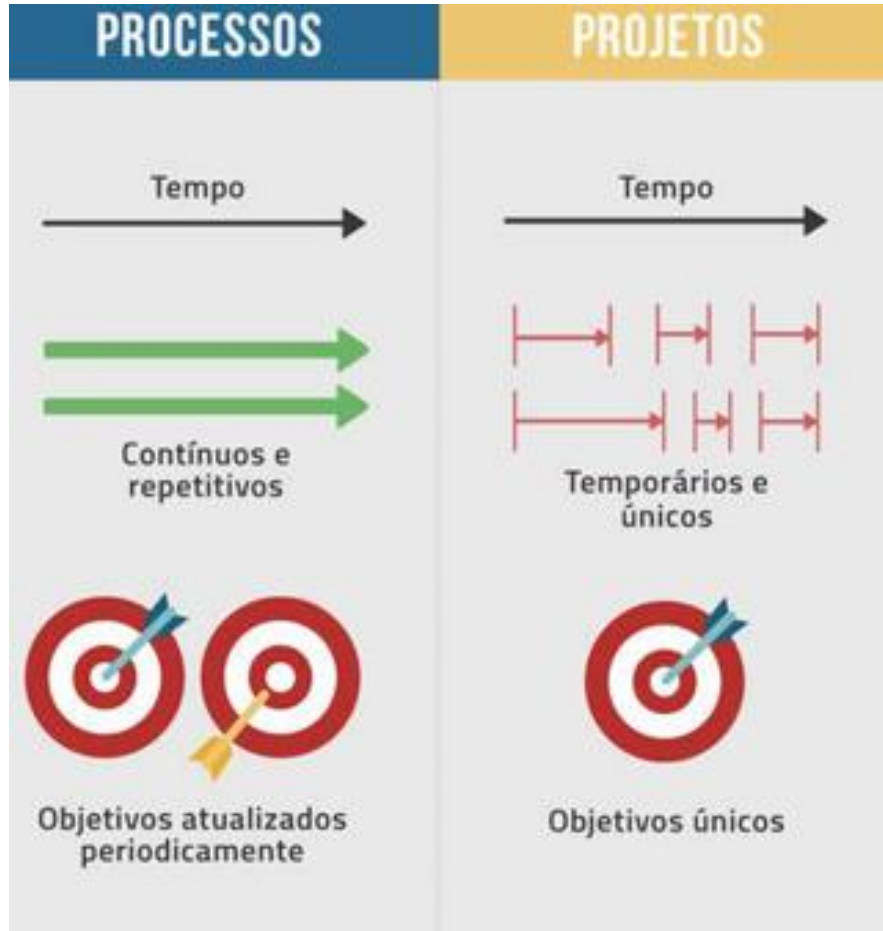 PROCESSOS
Tempo
Contínuos e
repetitivos
Objetivos atualizados
periodicamente
PROJETOS
Tempo
Temporários e
únicos
Objetivos únicos